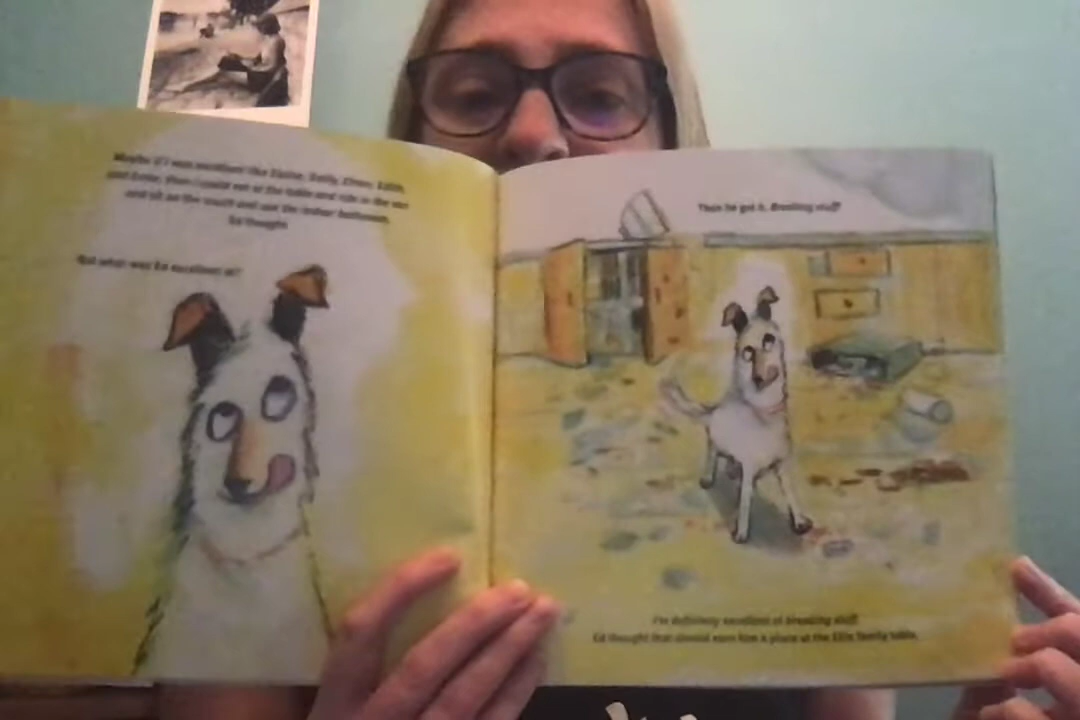 Maybe if I was excellent like Elaine, Emily, Elmer, Edith,
and Ernie, then I could eat at the table and ride in the van
and sit on the couch and use the indoor bathroom,
Ed thought.
But what was Ed excellent at?
Then he got it. Breaking stuff!
I'm definitely excellent at breaking stuff!
Ed thought that should earn him a place at the Ellis family table.